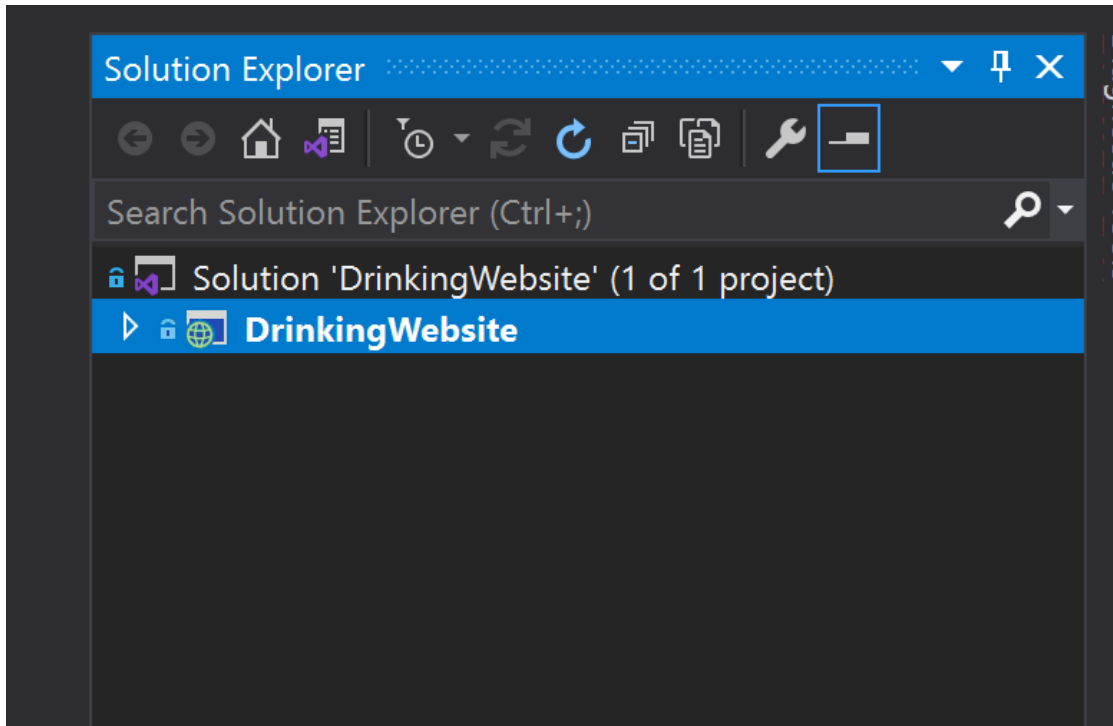 Solution Explorer
Search Solution Explorer (Ctrl+;)
Solution 'DrinkingWebsite' (1 of 1 project)
DrinkingWebsite